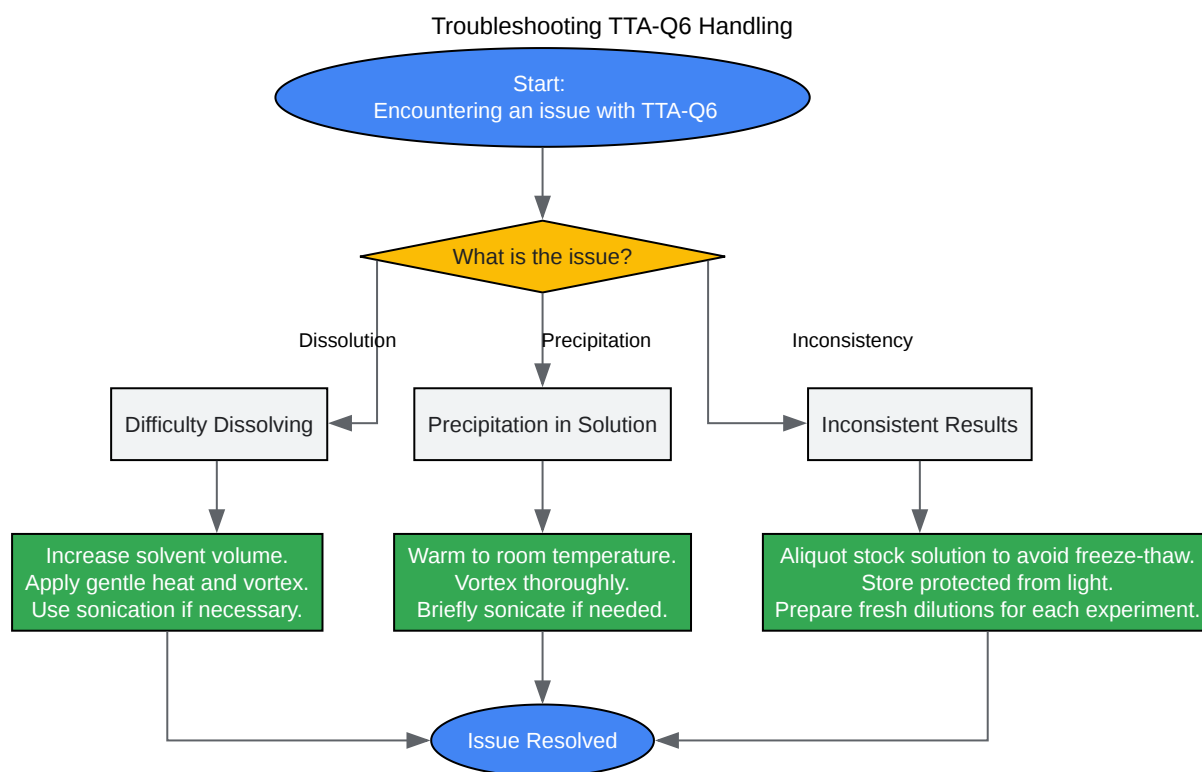 Troubleshooting TTA-Q6 Handling
Start:
Encountering an issue with TTA-Q6
What is the issue?
Dissolution
Precipitation
Inconsistency
Difficulty Dissolving
Precipitation in Solution
Inconsistent Results
Increase solvent volume.
Apply gentle heat and vortex.
Use sonication if necessary.
Warm to room temperature.
Vortex thoroughly.
Briefly sonicate if needed.
Aliquot stock solution to avoid freeze-thaw.
Store protected from light.
Prepare fresh dilutions for each experiment.
Issue Resolved